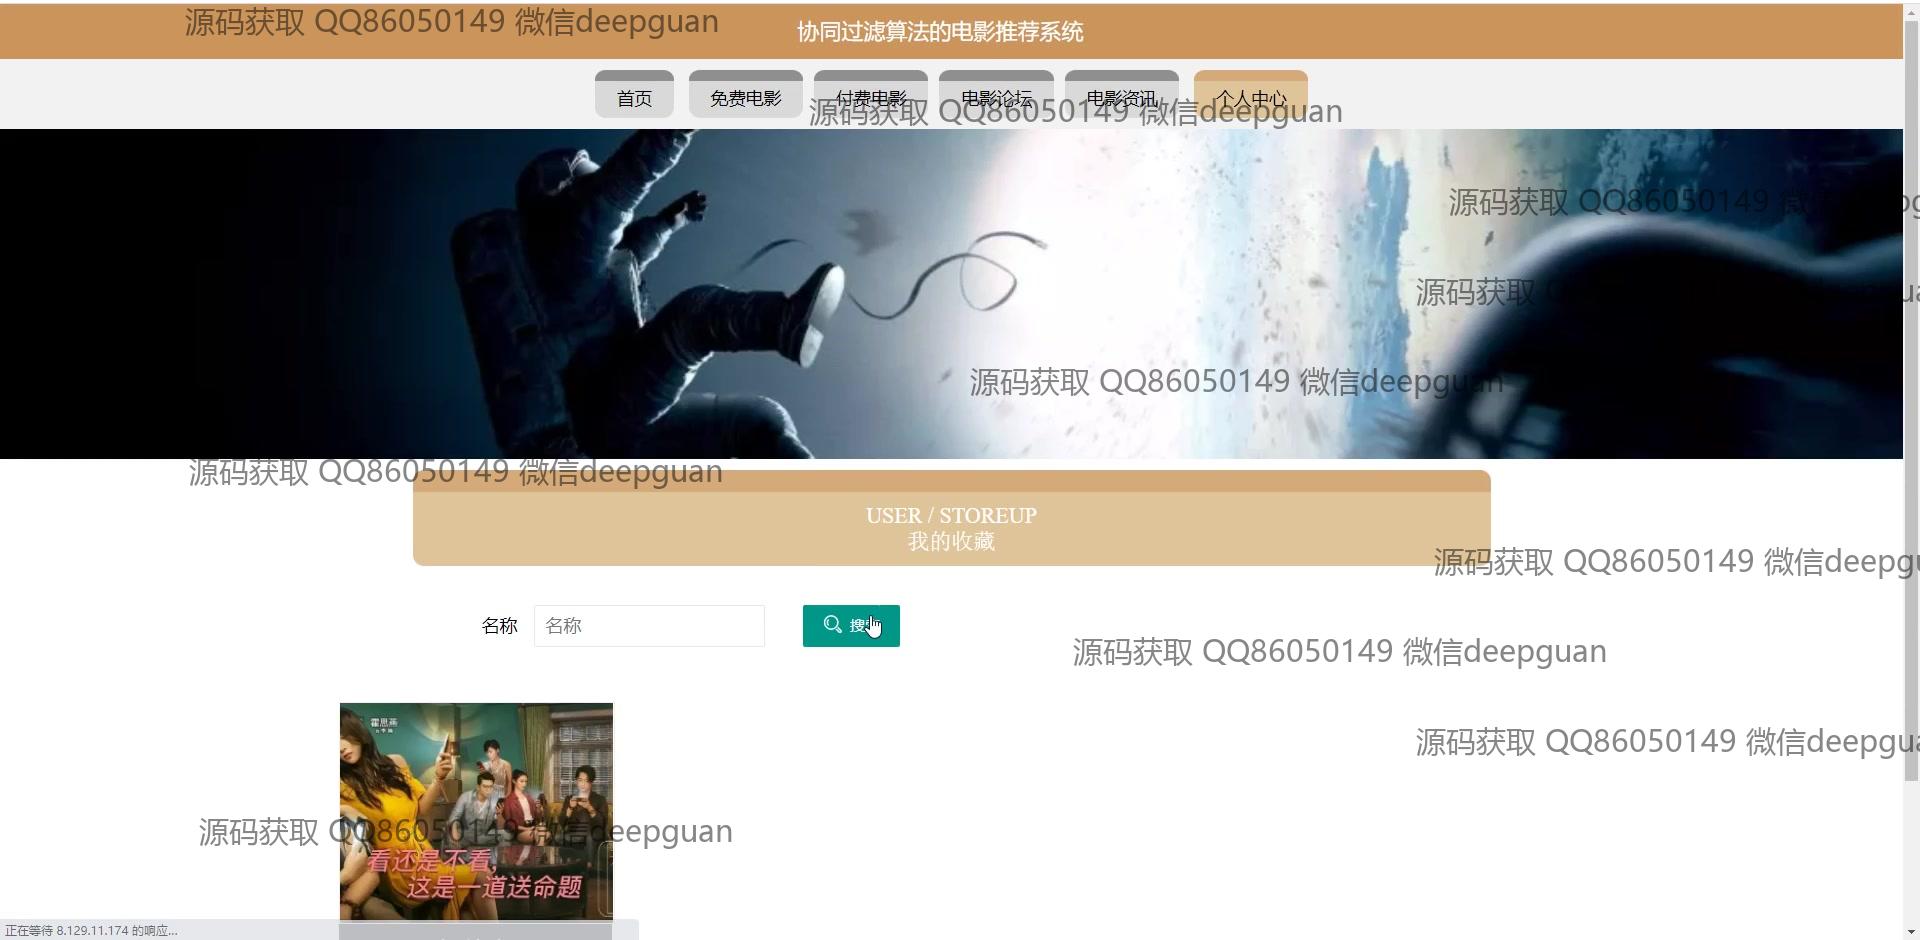 源码获取 QQ86050149 微信deepguan
协同过滤算法的电影推荐系统
首页 免费电影 付费电影 电影论坛 电影资讯 个人中心
源码获取 QQ86050149 微信deepguan
源码获取 QQ86050149 微
源码获取
源码获取 QQ86050149 微信deepguan
源码获取 QQ86050149 微信deepguan
USER / STOREUP
我的收藏
源码获取 QQ86050149 微信deepgu
名称 名称 搜
源码获取 QQ86050149 微信deepguan
霍思燕
源码获取 QQ86050149 微信deepgua
源码获取 QQ86050149 微信deepguan
看还是不看,
这是一道送命题
正在等待 8.129.11.174 的响应...